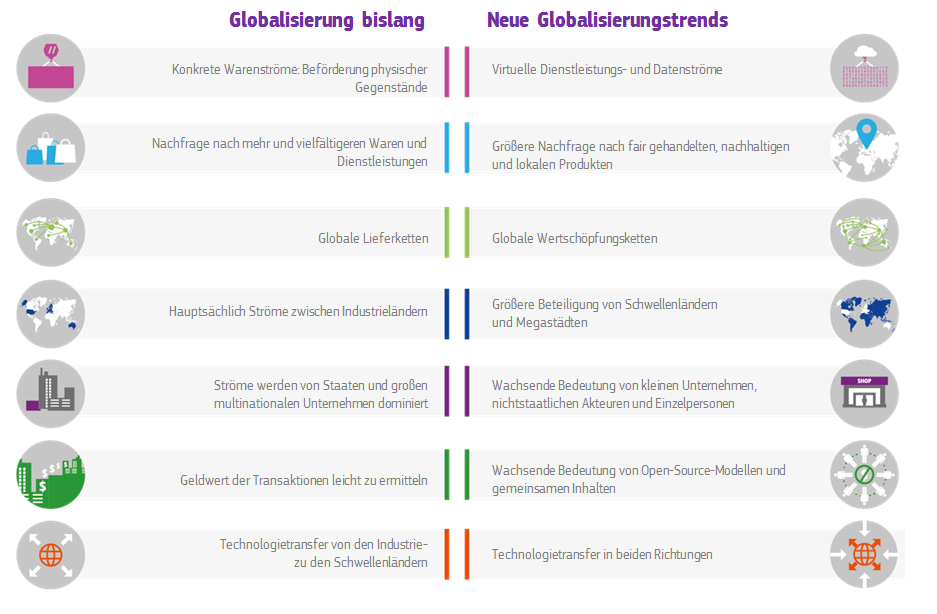 Globalisierung bislang
Neue Globalisierungstrends
Konkrete Warenströme: Beförderung physischer
Gegenstände
Virtuelle Dienstleistungs- und Datenströme
Nachfrage nach mehr und vielfältigeren Waren und
Dienstleistungen
Größere Nachfrage nach fair gehandelten, nachhaltigen
und lokalen Produkten
Globale Lieferketten
Globale Wertschöpfungsketten
Hauptsächlich Ströme zwischen Industrieländern
Größere Beteiligung von Schwellenländern
und Megastädten
Ströme werden von Staaten und großen
multinationalen Unternehmen dominiert
Wachsende Bedeutung von kleinen Unternehmen,
nichtstaatlichen Akteuren und Einzelpersonen
SHOP
$ $ $ $ $
Geldwert der Transaktionen leicht zu ermitteln
Wachsende Bedeutung von Open-Source-Modellen und
gemeinsamen Inhalten
Technologietransfer von den Industrie-
zu den Schwellenländern
Technologietransfer in beiden Richtungen